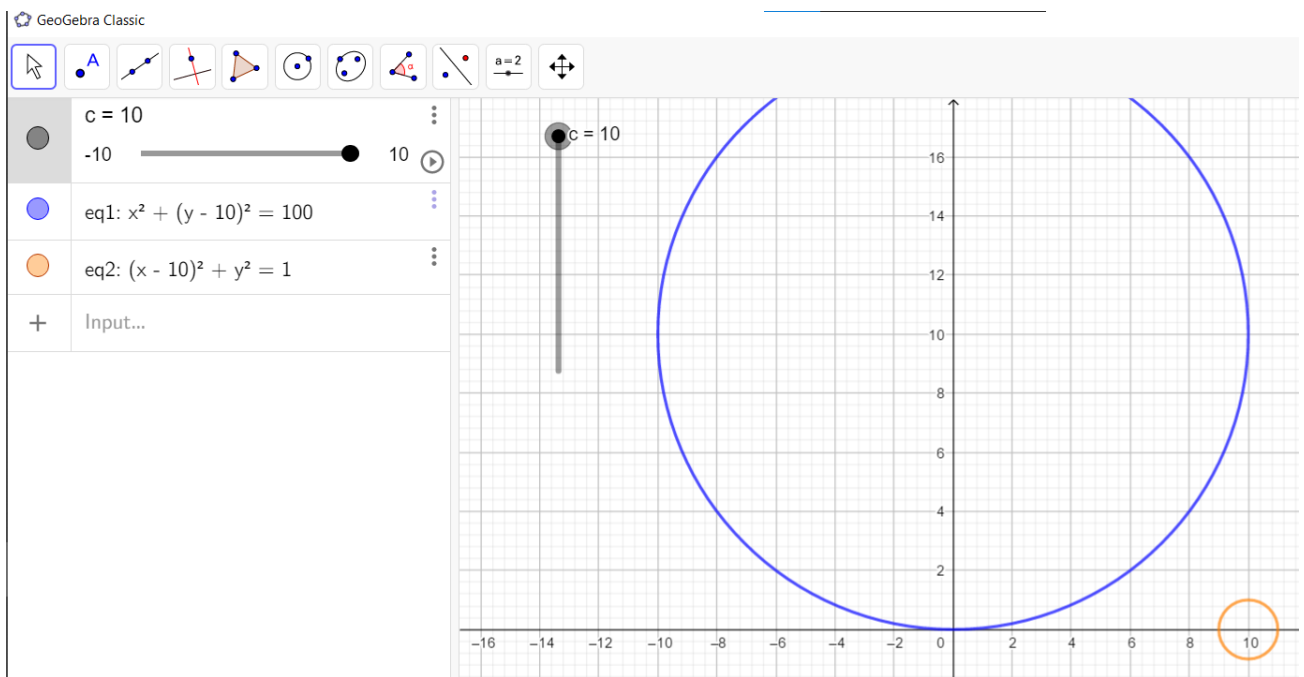 GeoGebra Classic
A
α
a=2
c = 10
-10 10
eq1: x² + (y - 10)² = 100
eq2: (x - 10)² + y² = 1
+ Input...
c = 10
16
14
12
10
8
6
4
2
−16 −14 −12 −10 −8 −6 −4 −2 0 2 4 6 8 10